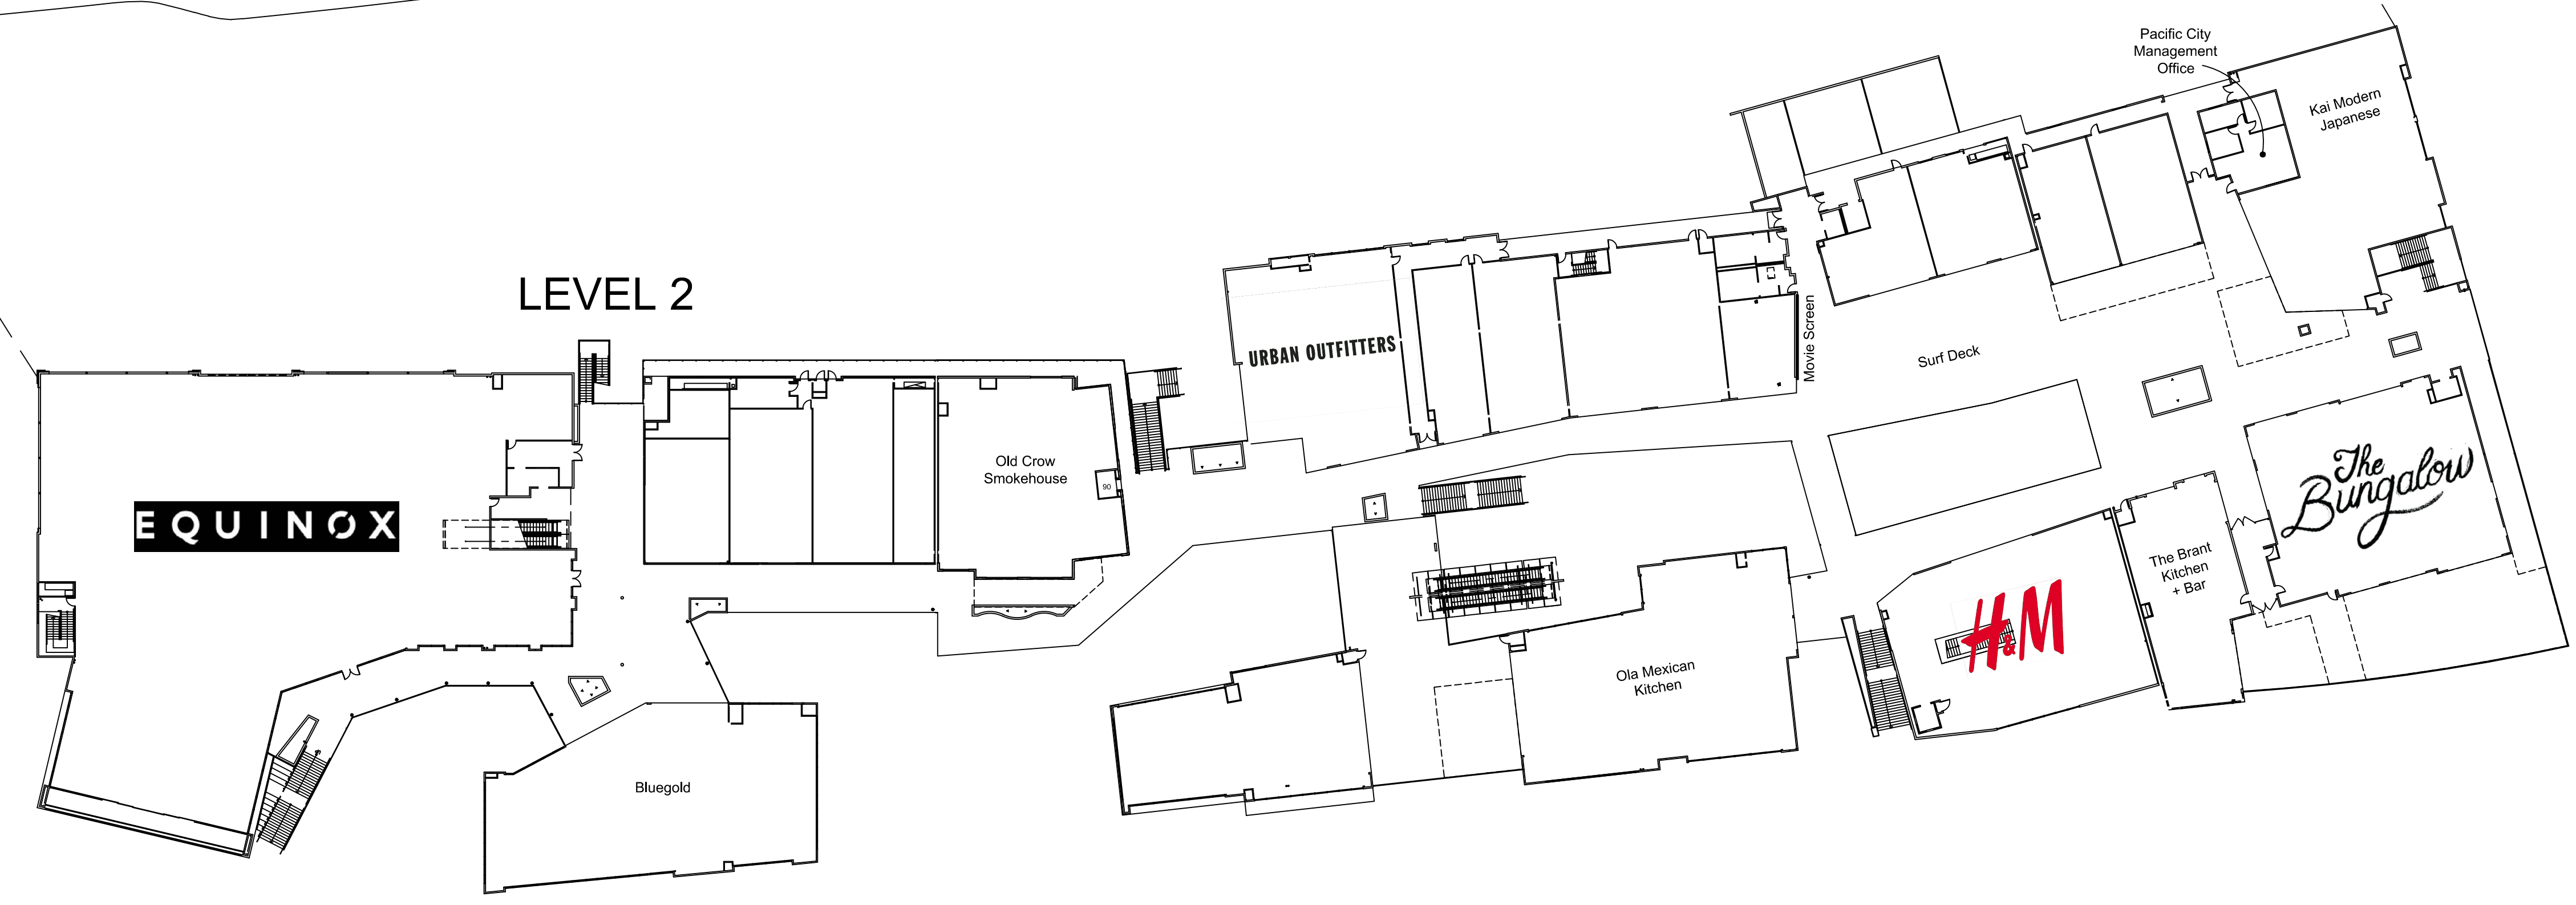 Pacific City
Management
Office
Kai Modern
Japanese
LEVEL 2
Movie Screen
URBAN OUTFITTERS
Surf Deck
Old Crow
Smokehouse
90
The
Bungalow
EQUINOX
The Brant
Kitchen
+ Bar
H&M
Ola Mexican
Kitchen
Bluegold